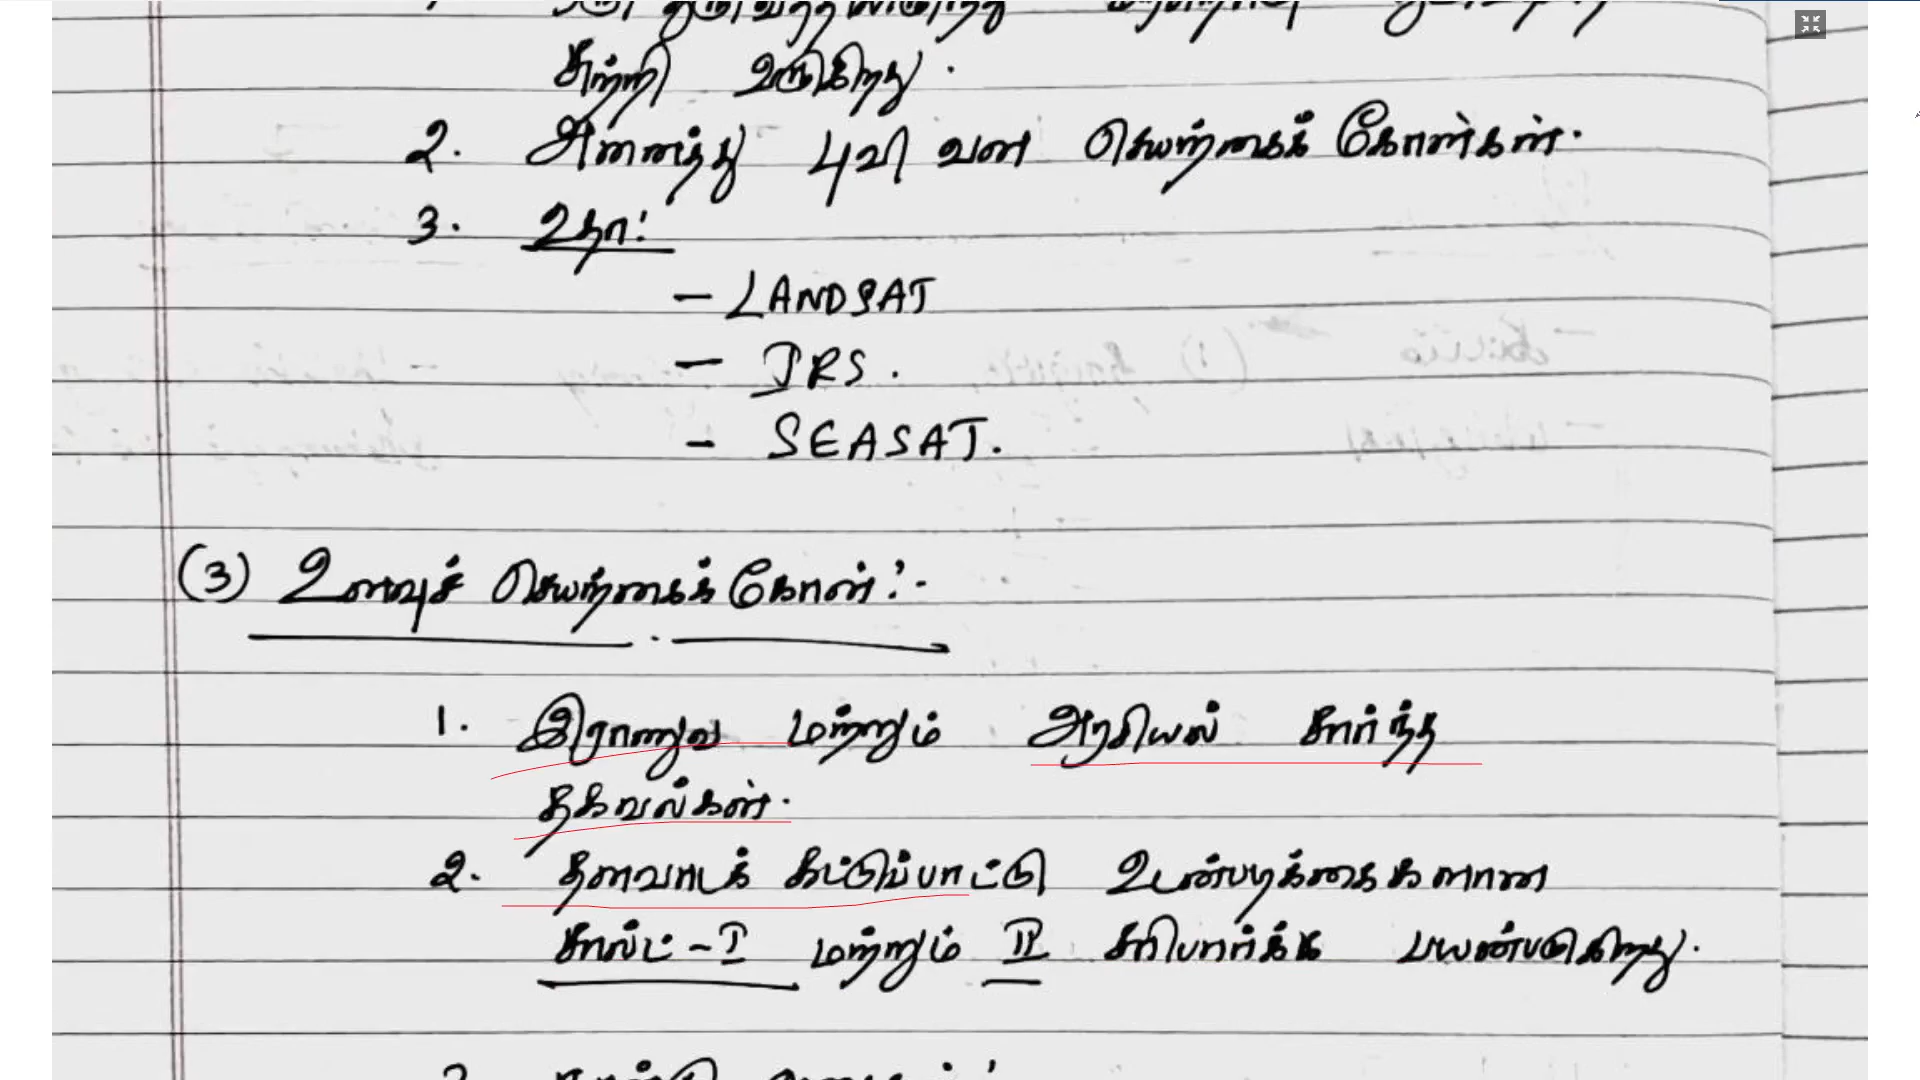 சுற்றி வருகிறது.
2. அனைத்து புவி வள செயற்கைக் கோள்கள்.
3. உதா:
- LANDSAT
- IRS.
- SEASAT.
(3) உளவுச் செயற்கைக் கோள்:-
1. இராணுவ மற்றும் அரசியல் சார்ந்த
தகவல்கள்.
2. தளவாடக் கட்டுப்பாட்டு உடன்படிக்கைகளான
சால்ட் - I மற்றும் II சரிபார்க்க பயன்படுகிறது.